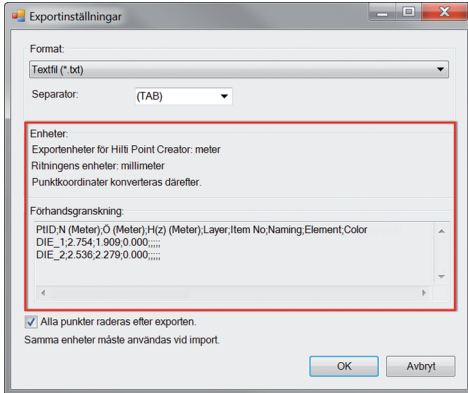 Exportinställningar
Format:
Textfil (*.txt)
Separator: (TAB)
Enheter:
Exportenheter för Hilti Point Creator: meter
Ritningens enheter: millimeter
Punktkoordinater konverteras därefter.
Förhandsgranskning:
PtID;N (Meter);Ö (Meter);H(z) (Meter);Layer;Item No;Naming;Element;Color
DIE_1;2.754;1.909;0.000;;;;;
DIE_2;2.536;2.279;0.000;;;;;
Alla punkter raderas efter exporten.
Samma enheter måste användas vid import.
OK Avbryt